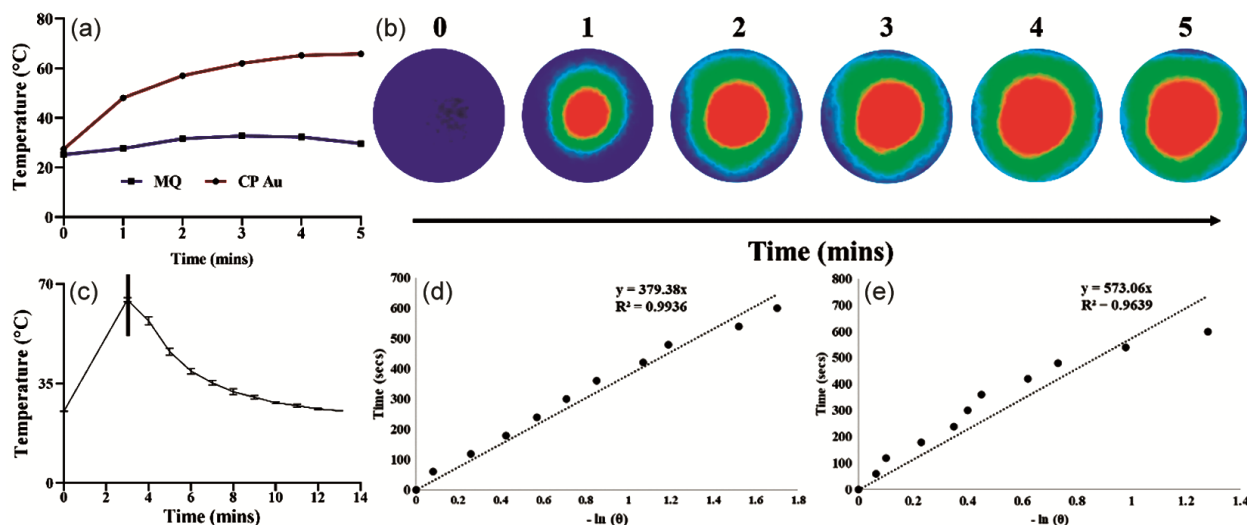 (a)
80
60
40
20
0
Temperature (°C)
MQ
CP Au
0 1 2 3 4 5
Time (mins)
(b)
0 1 2 3 4 5
Time (mins)
(c)
70
35
0
Temperature (°C)
0 2 4 6 8 10 12 14
Time (mins)
(d)
700
600
500
400
300
200
100
0
Time (secs)
y = 379.38x
R² = 0.9936
0 0.2 0.4 0.6 0.8 1 1.2 1.4 1.6 1.8
- ln (θ)
(e)
800
700
600
500
400
300
200
100
0
Time (secs)
y = 573.06x
R² = 0.9639
0 0.2 0.4 0.6 0.8 1 1.2 1.4
- ln (θ)